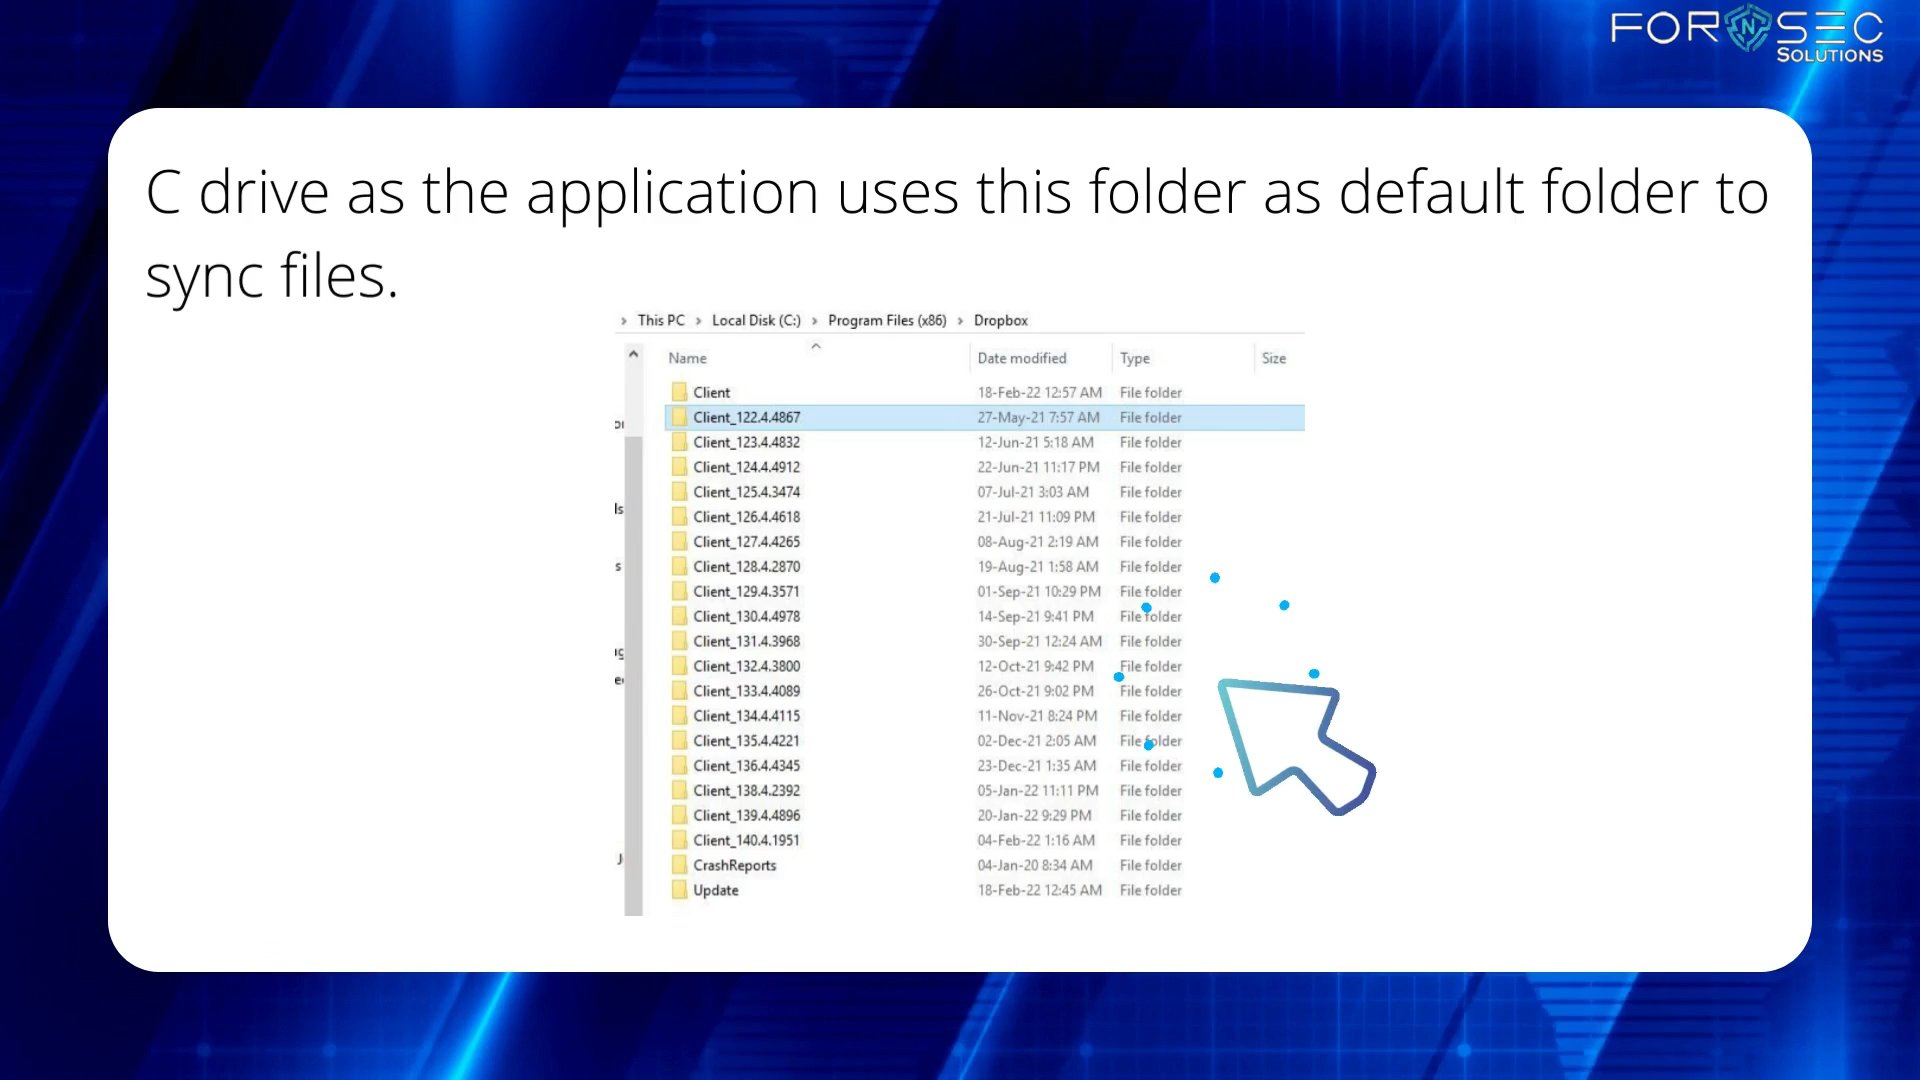 FORNSEC
SOLUTIONS
C drive as the application uses this folder as default folder to
sync files.
This PC Local Disk (C:) Program Files (x86) Dropbox
Name Date modified Type Size
Client 18-Feb-22 12:57 AM File folder
Client_122.4.4867 27-May-21 7:57 AM File folder
Client_123.4.4832 12-Jun-21 5:18 AM File folder
Client_124.4.4912 22-Jun-21 11:17 PM File folder
Client_125.4.3474 07-Jul-21 3:03 AM File folder
Client_126.4.4618 21-Jul-21 11:09 PM File folder
Client_127.4.4265 08-Aug-21 2:19 AM File folder
Client_128.4.2870 19-Aug-21 1:58 AM File folder
Client_129.4.3571 01-Sep-21 10:29 PM File folder
Client_130.4.4978 14-Sep-21 9:41 PM File folder
Client_131.4.3968 30-Sep-21 12:24 AM File folder
Client_132.4.3800 12-Oct-21 9:42 PM File folder
Client_133.4.4089 26-Oct-21 9:02 PM File folder
Client_134.4.4115 11-Nov-21 8:24 PM File folder
Client_135.4.4221 02-Dec-21 2:05 AM File folder
Client_136.4.4345 23-Dec-21 1:35 AM File folder
Client_138.4.2392 05-Jan-22 11:11 PM File folder
Client_139.4.4896 20-Jan-22 9:29 PM File folder
Client_140.4.1951 04-Feb-22 1:16 AM File folder
CrashReports 04-Jan-20 8:34 AM File folder
Update 18-Feb-22 12:45 AM File folder